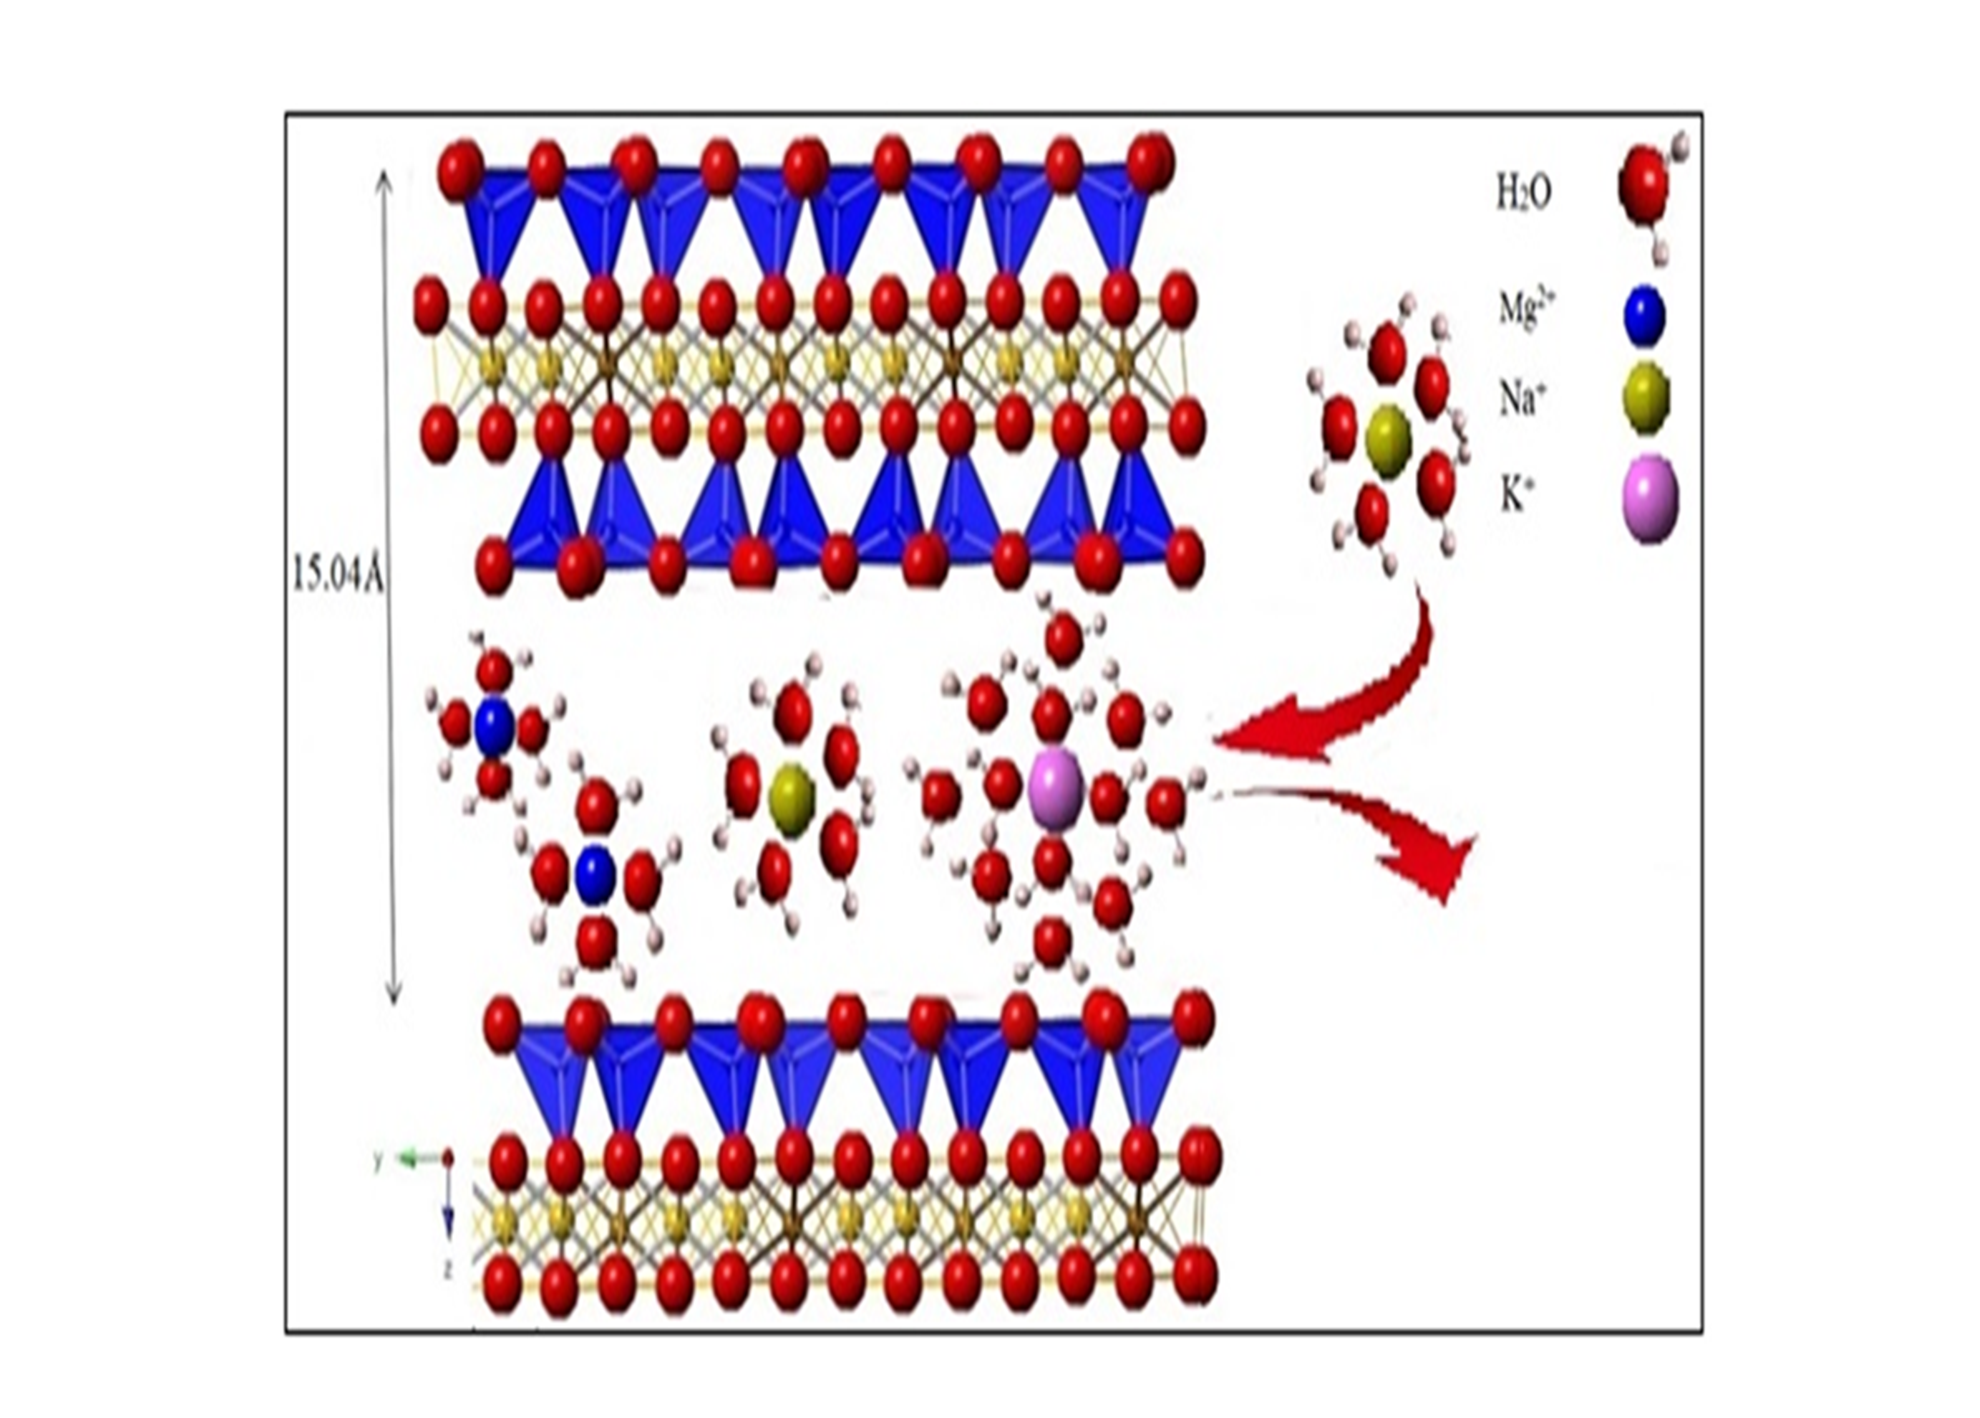 H₂O
Mg²⁺
Na⁺
K⁺
15.04Å
y
z